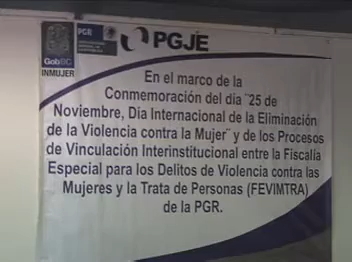 GobBC
INMUJER
PGE
PGJE
En el marco de la
Conmemoración del día "25 de
Noviembre, Día Internacional de la Eliminación
de la Violencia contra la Mujer" y de los Procesos
de Vinculación Interinstitucional entre la Fiscalía
Especial para los Delitos de Violencia contra las
Mujeres y la Trata de Personas (FEVIMTRA)
de la PGR.